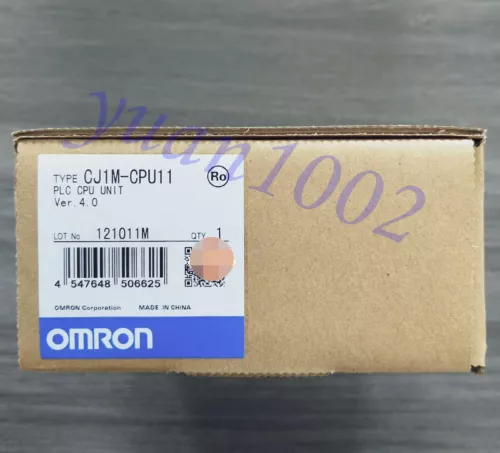 yuan1002
TYPE CJ1M-CPU11 Ro
PLC CPU UNIT
Ver. 4.0
LOT No 121011M QTY 1
4 547648 506625
OMRON Corporation MADE IN CHINA
OMRON